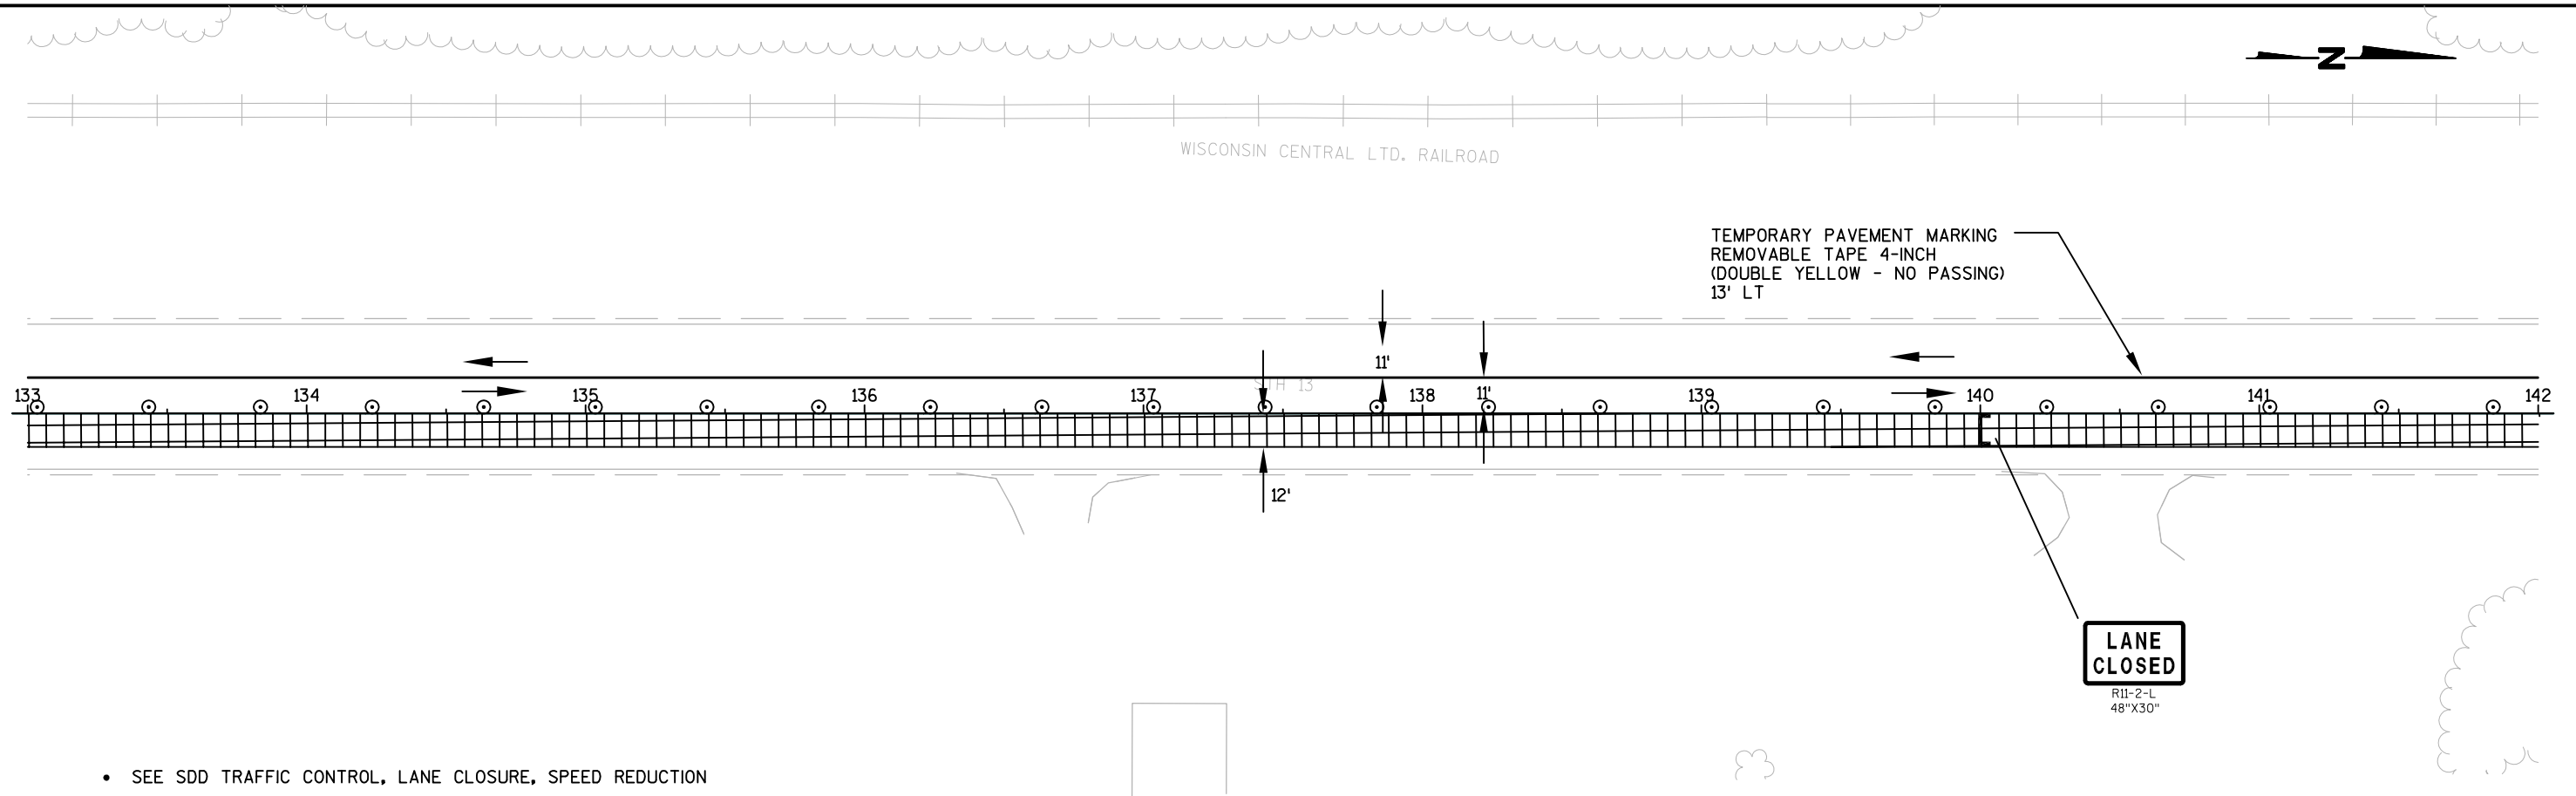 N
WISCONSIN CENTRAL LTD. RAILROAD
TEMPORARY PAVEMENT MARKING
REMOVABLE TAPE 4-INCH
(DOUBLE YELLOW - NO PASSING)
13' LT
11'
STH 13
133 134 135 136 137 138 11' 139 140 141 142
12'
LANE
CLOSED
R11-2-L
48"X30"
• SEE SDD TRAFFIC CONTROL, LANE CLOSURE, SPEED REDUCTION